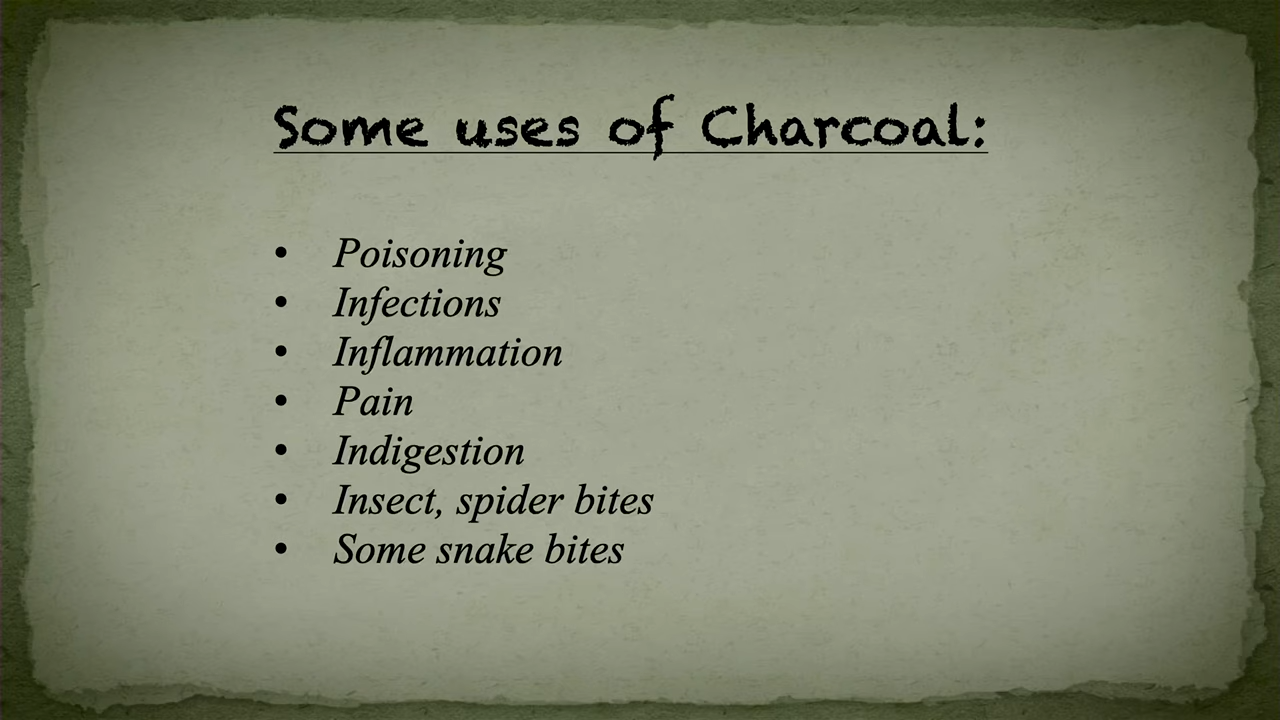 Some uses of Charcoal:
• Poisoning
• Infections
• Inflammation
• Pain
• Indigestion
• Insect, spider bites
• Some snake bites